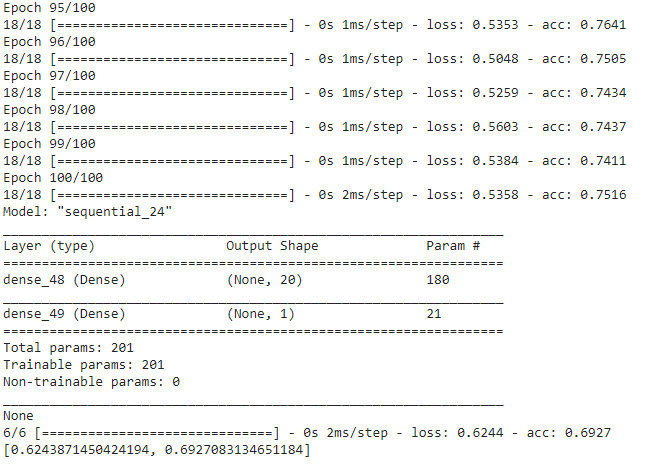 Epoch 95/100
18/18 [==============================] - 0s 1ms/step - loss: 0.5353 - acc: 0.7641
Epoch 96/100
18/18 [==============================] - 0s 1ms/step - loss: 0.5048 - acc: 0.7505
Epoch 97/100
18/18 [==============================] - 0s 1ms/step - loss: 0.5259 - acc: 0.7434
Epoch 98/100
18/18 [==============================] - 0s 1ms/step - loss: 0.5603 - acc: 0.7437
Epoch 99/100
18/18 [==============================] - 0s 1ms/step - loss: 0.5384 - acc: 0.7411
Epoch 100/100
18/18 [==============================] - 0s 2ms/step - loss: 0.5358 - acc: 0.7516
Model: "sequential_24"
_________________________________________________________________
Layer (type)                 Output Shape              Param #
=================================================================
dense_48 (Dense)             (None, 20)                180
_________________________________________________________________
dense_49 (Dense)             (None, 1)                 21
=================================================================
Total params: 201
Trainable params: 201
Non-trainable params: 0
_________________________________________________________________
None
6/6 [==============================] - 0s 2ms/step - loss: 0.6244 - acc: 0.6927
[0.6243871450424194, 0.6927083134651184]